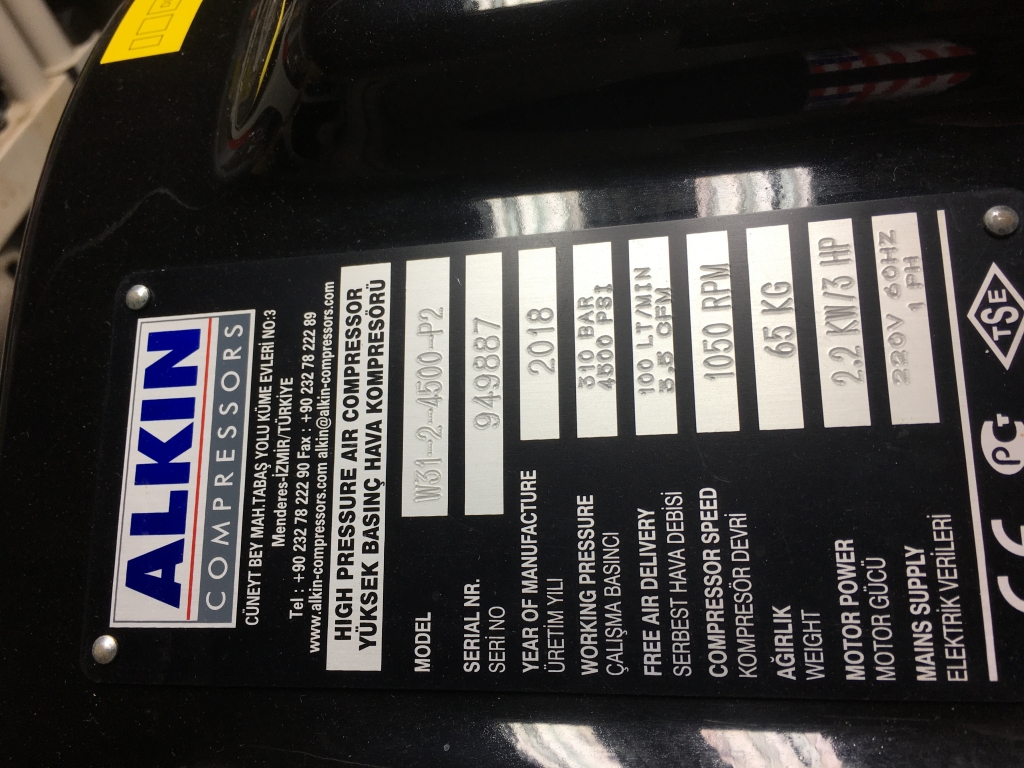 ALKIN
COMPRESSORS
CÜNEYT BEY MAH.TABAŞ YOLU KÜME EVLERİ NO:3
Menderes-İZMİR/TÜRKİYE
Tel : +90 232 78 222 90 Fax : +90 232 78 222 89
www.alkin-compressors.com alkin@alkin-compressors.com
HIGH PRESSURE AIR COMPRESSOR
YÜKSEK BASINÇ HAVA KOMPRESÖRÜ
MODEL W31-2-4500-P2
SERIAL NR. 949887
SERİ NO
YEAR OF MANUFACTURE 2018
ÜRETİM YILI
WORKING PRESSURE 310 BAR
ÇALIŞMA BASINCI 4500 PSI
FREE AIR DELIVERY 100 LT/MIN
SERBEST HAVA DEBİSİ 3.5 CFM
COMPRESSOR SPEED 1050 RPM
KOMPRESÖR DEVRİ
AĞIRLIK 65 KG
WEIGHT
MOTOR POWER 2.2 KW/3 HP
MOTOR GÜCÜ
MAINS SUPPLY 220V 60HZ
ELEKTRİK VERİLERİ 1 PH
CE PCT TSE